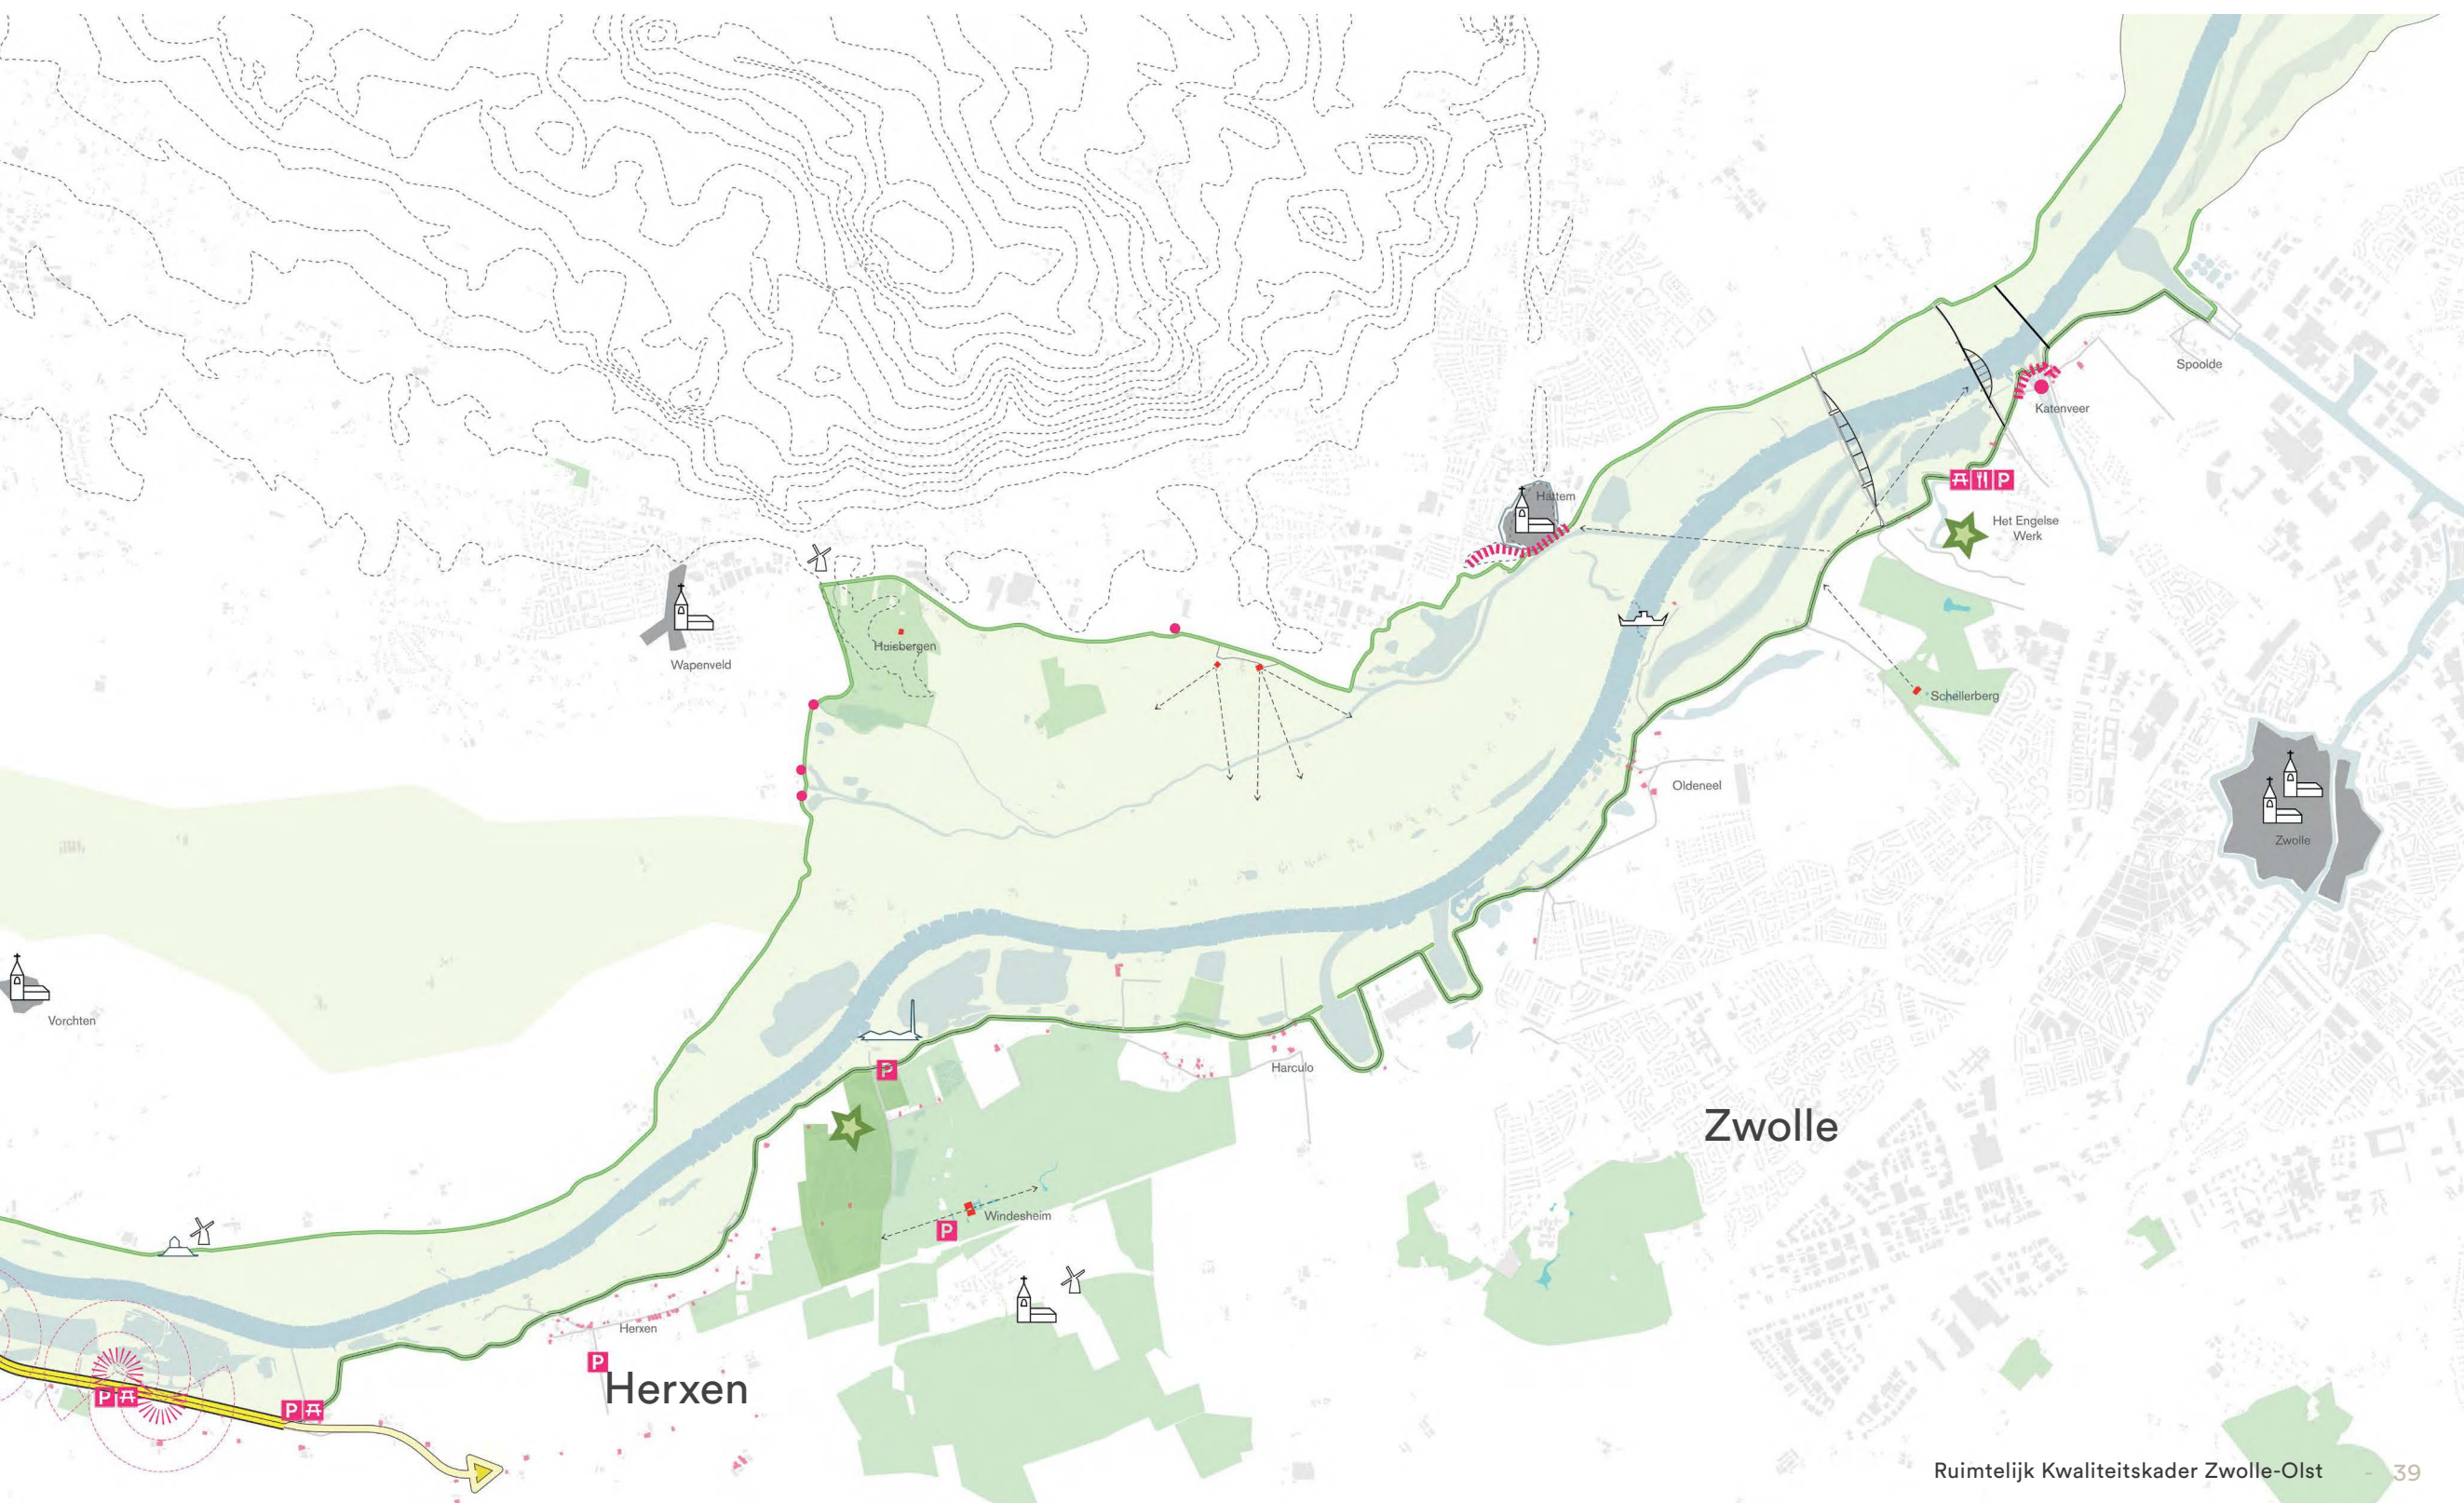 Spoolde
Katenveer
P
Hattem
Het Engelse
Werk
Huisbergen
Wapenveld
Schellerberg
Oldeneel
Zwolle
Vorchten
P
Harculo
Zwolle
Windesheim
P
Herxen
P
Herxen
P
P
Ruimtelijk Kwaliteitskader Zwolle-Olst - 39